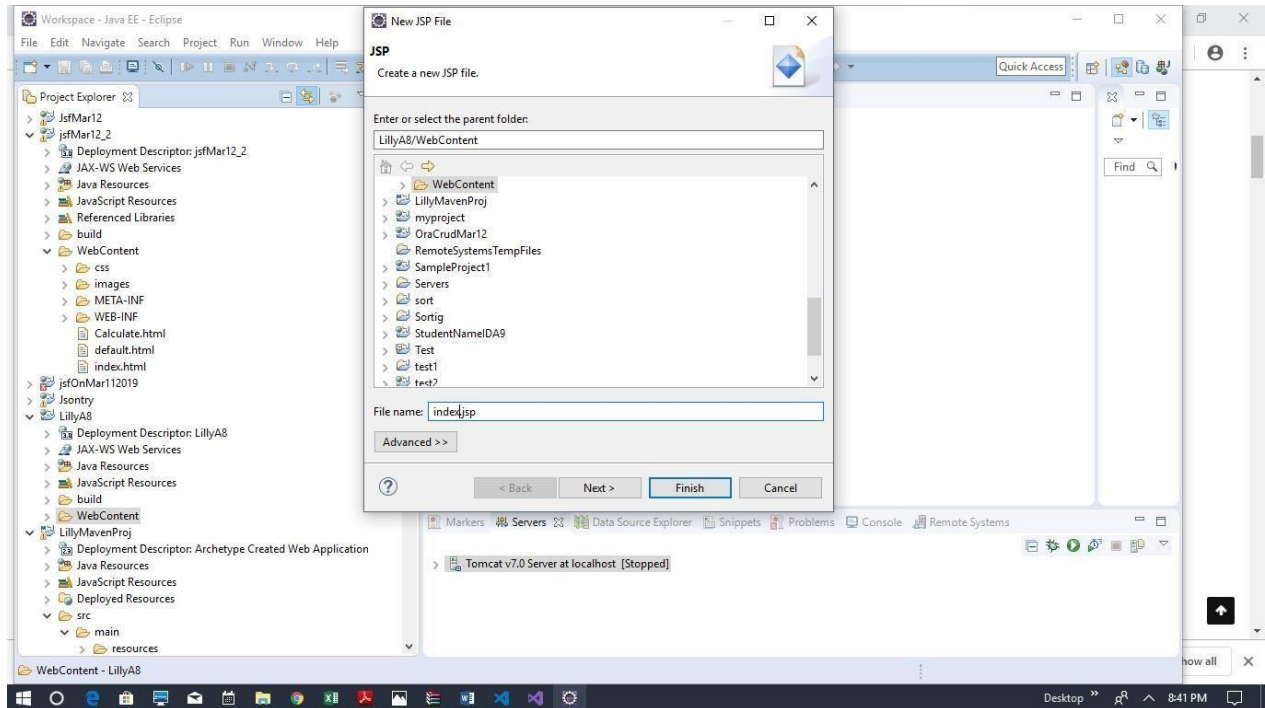 Workspace - Java EE - Eclipse
File Edit Navigate Search Project Run Window Help
Quick Access
Project Explorer
JsfMar12
jsfMar12_2
Deployment Descriptor: jsfMar12_2
JAX-WS Web Services
Java Resources
JavaScript Resources
Referenced Libraries
build
WebContent
css
images
META-INF
WEB-INF
Calculate.html
default.html
index.html
jsfOnMar112019
Jsontry
LillyA8
Deployment Descriptor: LillyA8
JAX-WS Web Services
Java Resources
JavaScript Resources
build
WebContent
LillyMavenProj
Deployment Descriptor: Archetype Created Web Application
Java Resources
JavaScript Resources
Deployed Resources
src
main
resources
WebContent - LillyA8
New JSP File
JSP
Create a new JSP file.
Enter or select the parent folder:
LillyA8/WebContent
WebContent
LillyMavenProj
myproject
OraCrudMar12
RemoteSystemsTempFiles
SampleProject1
Servers
sort
Sortig
StudentNameIDA9
Test
test1
test2
File name: index.jsp
Advanced >>
< Back Next > Finish Cancel
Find
Markers Servers Data Source Explorer Snippets Problems Console Remote Systems
Tomcat v7.0 Server at localhost [Stopped]
how all
Desktop 8:41 PM